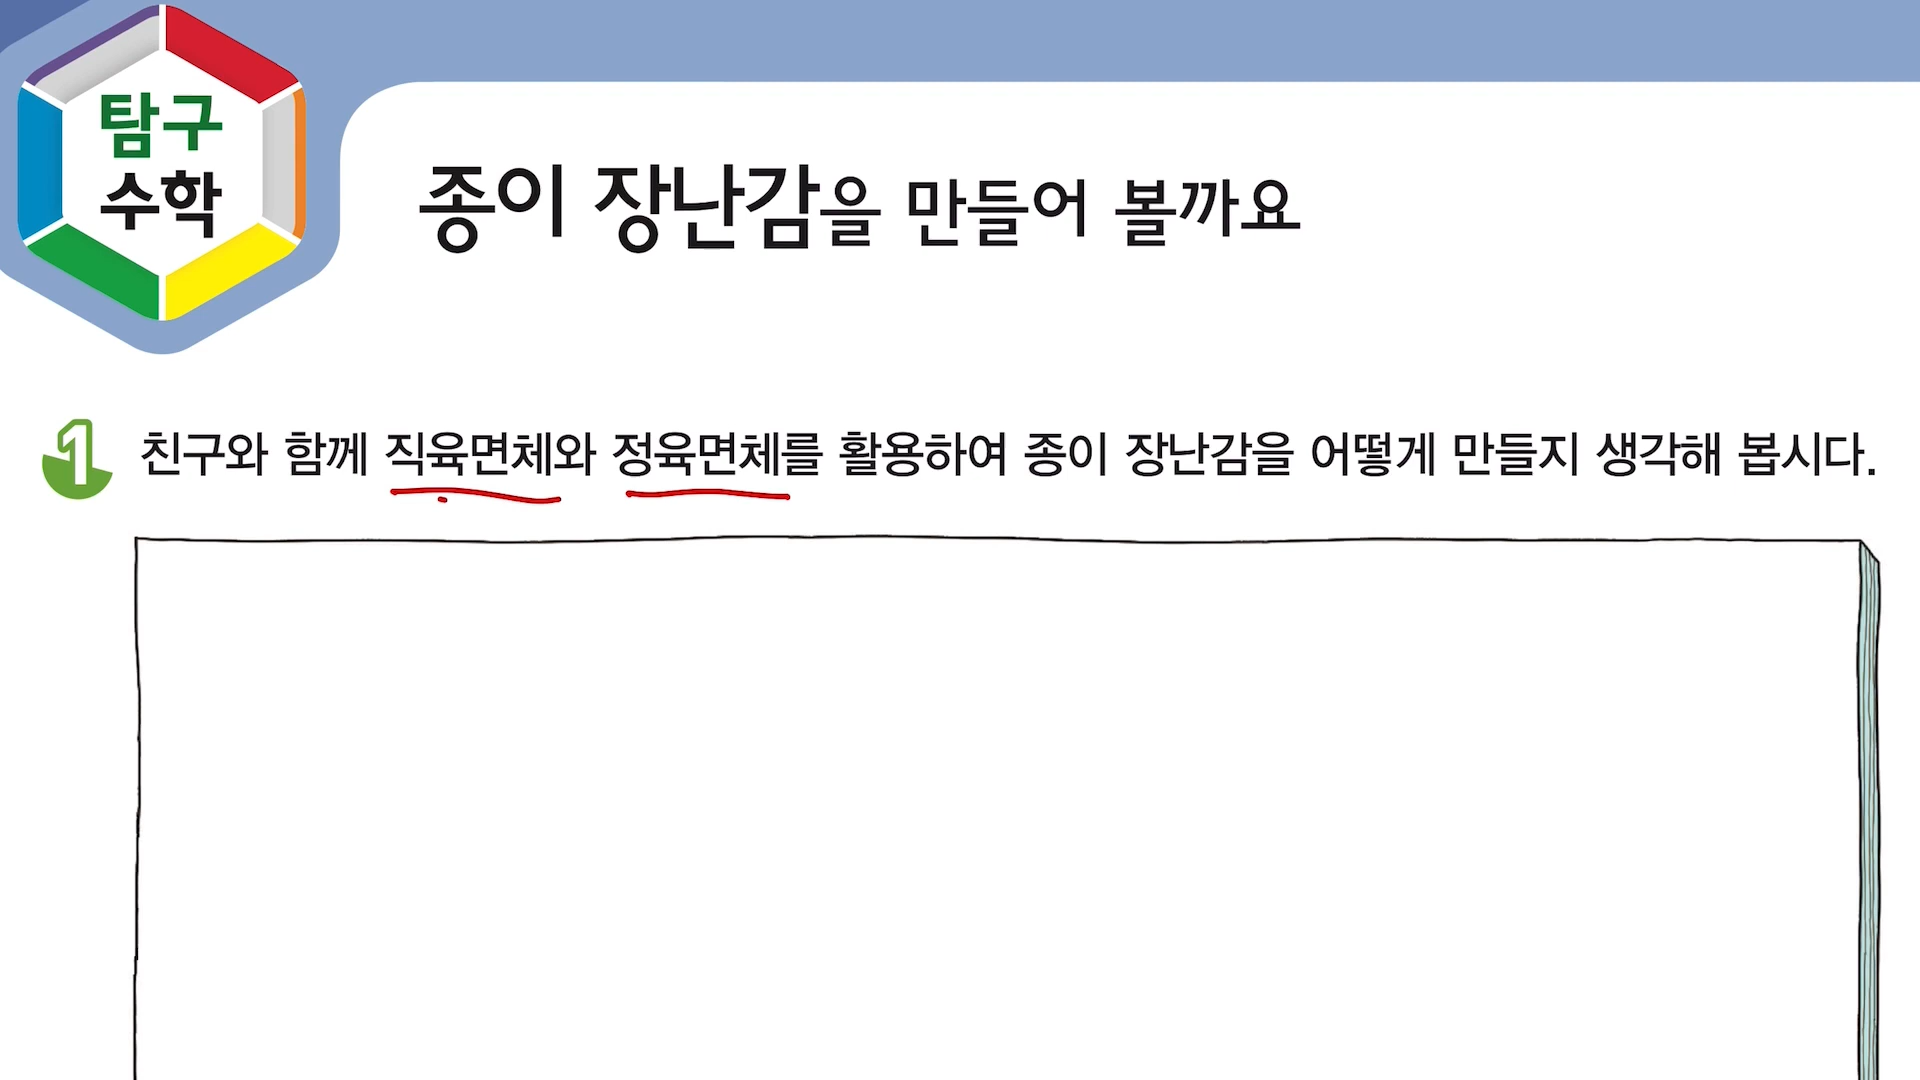 탐구
수학
종이 장난감을 만들어 볼까요
1 친구와 함께 직육면체와 정육면체를 활용하여 종이 장난감을 어떻게 만들지 생각해 봅시다.